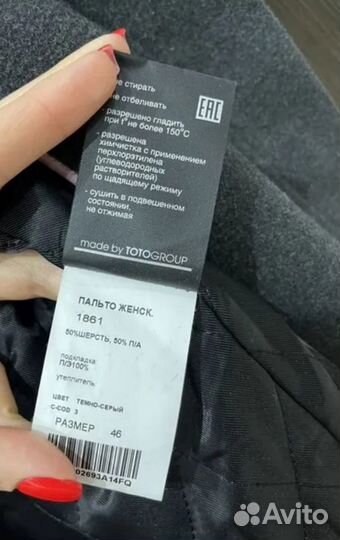 не стирать
не отбеливать
- разрешено гладить
при t° не более 150°C
- разрешена
химчистка с применением
перхлорэтилена
(углеводородных
растворителей)
по щадящему режиму
- сушить в подвешенном
состоянии,
не отжимая
EAC
made by TOTOGROUP
ПАЛЬТО ЖЕНСК.
1861
50%ШЕРСТЬ, 50% П/А
подкладка:
П/Э100%
утеплитель:
ЦВЕТ ТЕМНО-СЕРЫЙ
C-COD 3
РАЗМЕР 46
02693A14FQ
Avito